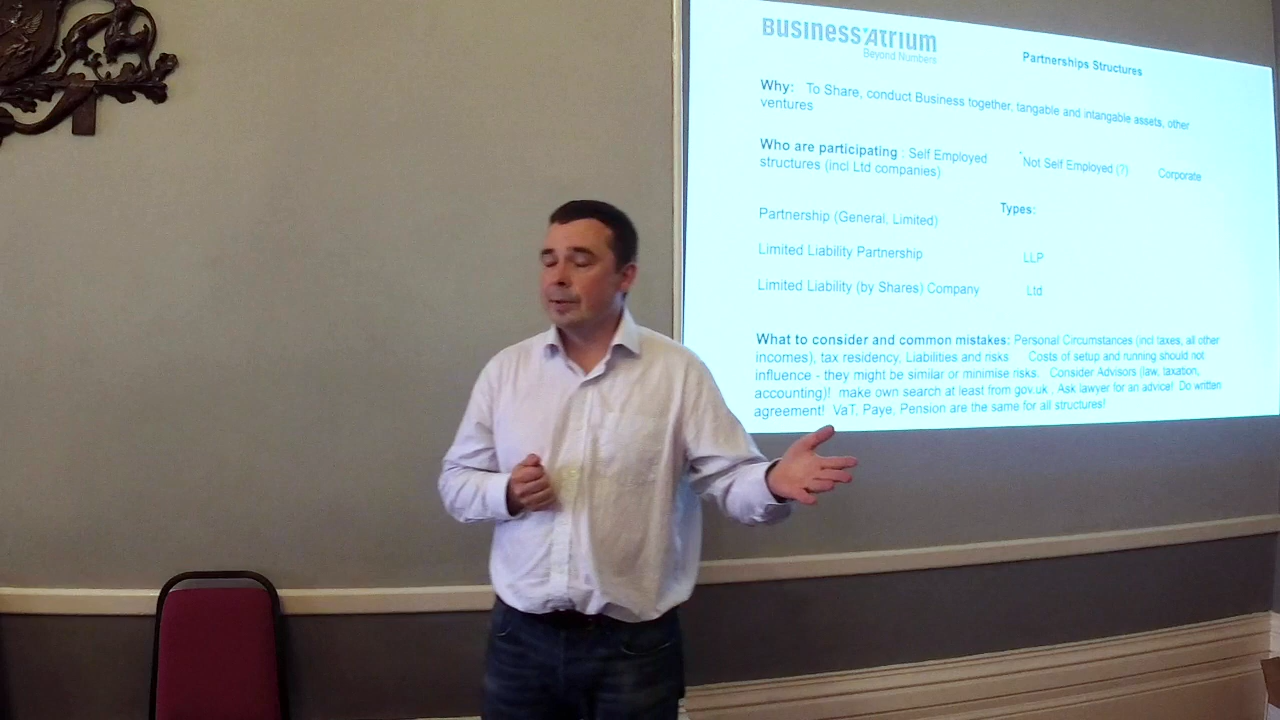 BUSINESS ATRIUM
Beyond Numbers
Partnerships Structures
Why: To Share, conduct Business together, tangable and intangable assets, other
ventures
Who are participating : Self Employed Not Self Employed (?) Corporate
structures (incl Ltd companies)
Types:
Partnership (General, Limited)
Limited Liability Partnership LLP
Limited Liability (by Shares) Company Ltd
What to consider and common mistakes: Personal Circumstances (incl taxes, all other
incomes), tax residency, Liabilities and risks Costs of setup and running should not
influence - they might be similar or minimise risks. Consider Advisors (law, taxation,
accounting)! make own search at least from gov.uk . Ask lawyer for an advice! Do written
agreement! VaT, Paye, Pension are the same for all structures!